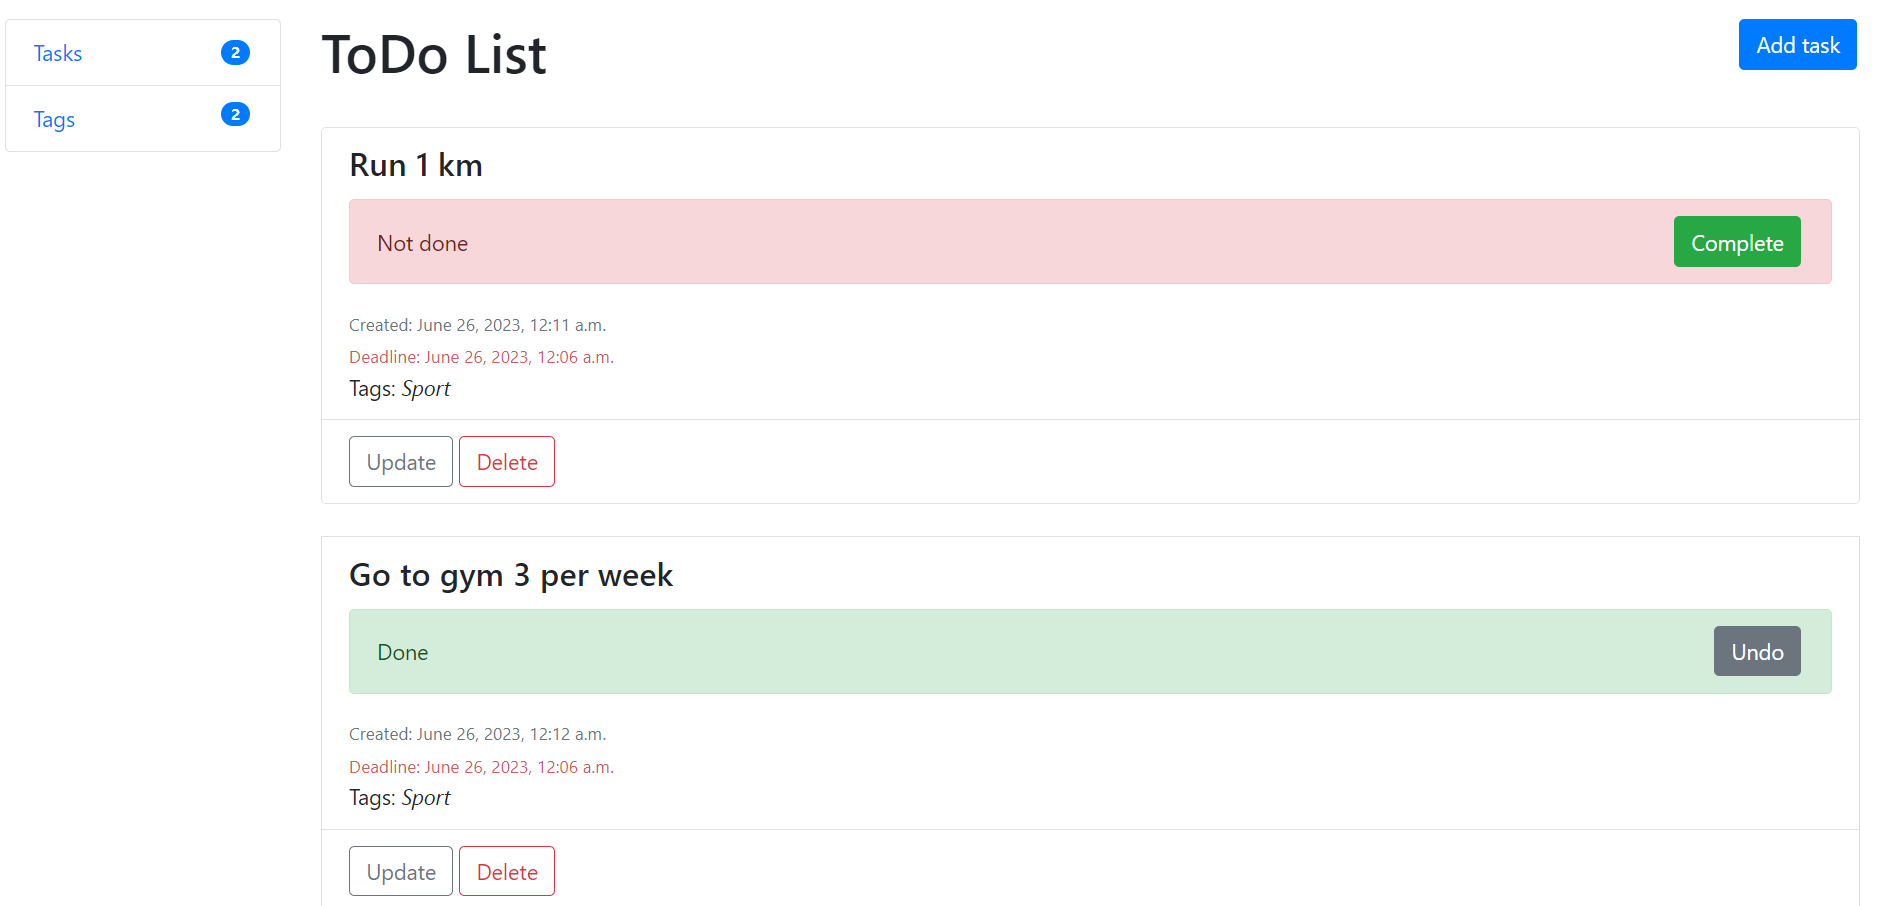 Tasks 2
Tags 2
ToDo List
Add task
Run 1 km
Not done
Complete
Created: June 26, 2023, 12:11 a.m.
Deadline: June 26, 2023, 12:06 a.m.
Tags: Sport
Update Delete
Go to gym 3 per week
Done
Undo
Created: June 26, 2023, 12:12 a.m.
Deadline: June 26, 2023, 12:06 a.m.
Tags: Sport
Update Delete